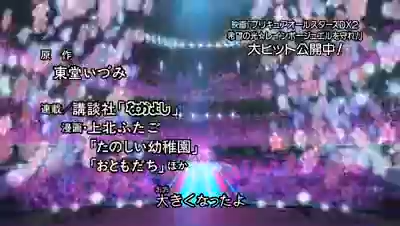 映画「プリキュアオールスターズDX2
希望の光☆レインボージュエルを守れ!」
大ヒット公開中!
原作
東堂いづみ
連載/講談社「なかよし」
漫画・上北ふたご
「たのしい幼稚園」
「おともだち」ほか
おお
大きくなったよ